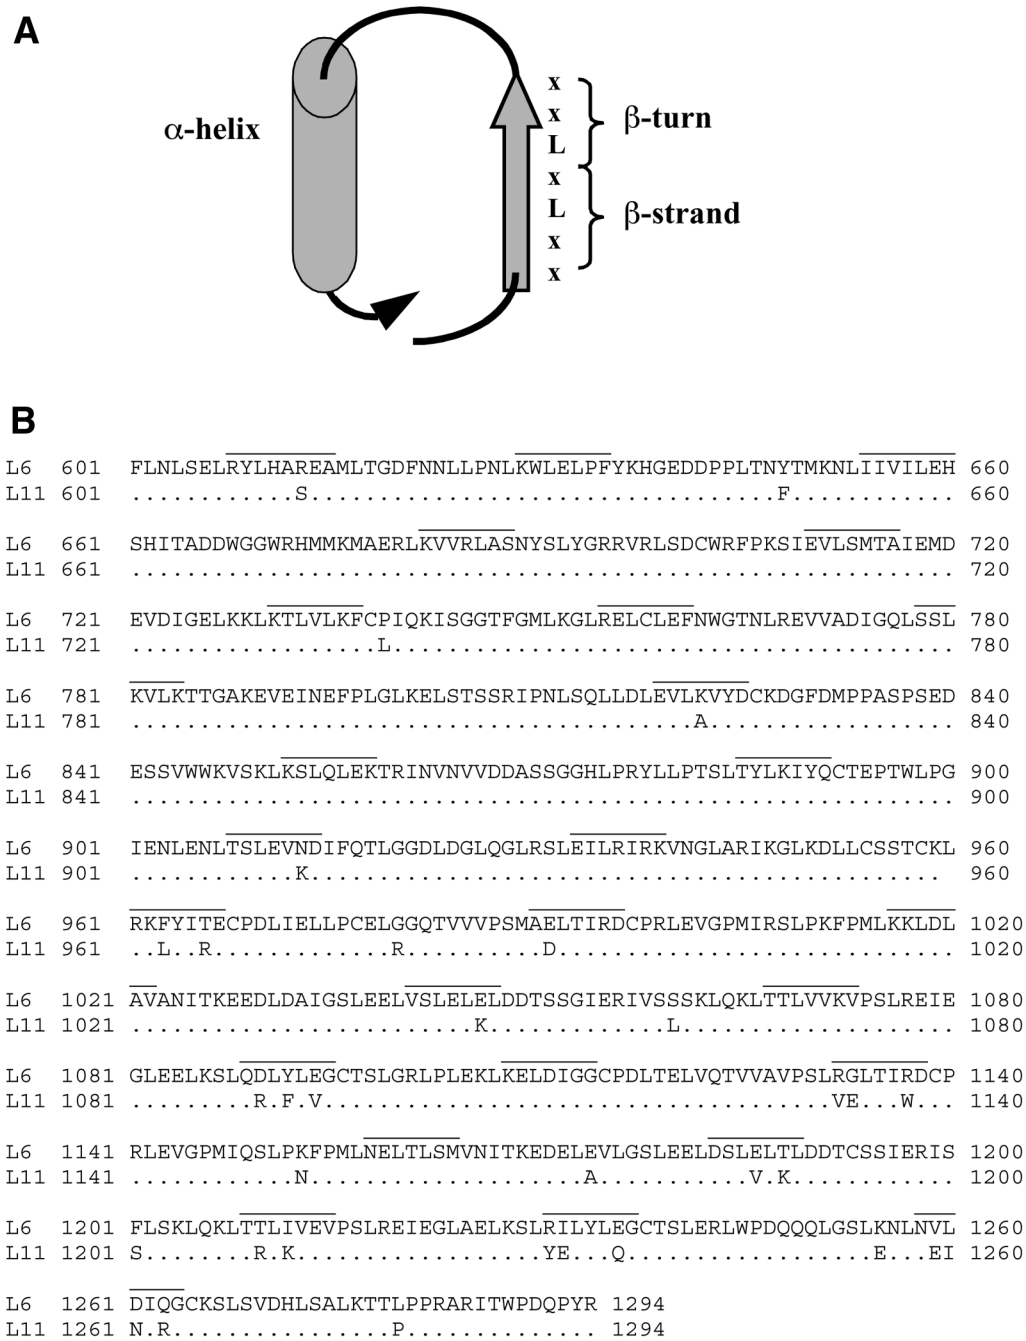 A
α-helix
x
x
L
β-turn
x
L
x
x
β-strand
B
L6 601 FLNLSELRYLHAREAMLTGDFNNLLPNLKWLELPFYKHGEDDPPLTNYTMKNLIIVILEH 660
L11 601 ............S..................................F............ 660
L6 661 SHITADDWGGWRHMMKMAERLKVVRLASNYSLYGRRVRLSDCWRFPKSIEVLSMTAIEMD 720
L11 661 ............................................................ 720
L6 721 EVDIGELKKLKTLVLKFCPIQKISGGTFGMLKGLRELCLEFNWGTNLREVVADIGQLSSL 780
L11 721 ..................L......................................... 780
L6 781 KVLKTTGAKEVEINEFPLGLKELSTSSRIPNLSQLLDLEVLKVYDCKDGFDMPPASPSED 840
L11 781 .........................................A.................. 840
L6 841 ESSVWWKVSKLKSLQLEKTRINVNVVDDASSGGHLPRYLLPTSLTYLKIYQCTEPTWLPG 900
L11 841 ............................................................ 900
L6 901 IENLENLTSLEVNDIFQTLGGDLDGLQGLRSLEILRIRKVNGLARIKGLKDLLCSSTCKL 960
L11 901 ............K.............................................. 960
L6 961 RKFYITECPDLIELLPCELGGQTVVVPSMAELTIRDCPRLEVGPMIRSLPKFPMLKKLDL 1020
L11 961 ..L..R.............R..........D............................. 1020
L6 1021 AVANITKEEDLDAIGSLEELVSLELELDDTSSGIERIVSSSKLQKLTTLVVKVPSLREIE 1080
L11 1021 .........................K.............L.................... 1080
L6 1081 GLEELKSLQDLYLEGCTSLGRLPLEKLKELDIGGCPDLTELVQTVVAVPSLRGLTIRDCP 1140
L11 1081 .........R.F.V.....................................VE...W... 1140
L6 1141 RLEVGPMIQSLPKFPMLNELTLSMVNITKEDELEVLGSLEELDSLELTLDDTCSSIERIS 1200
L11 1141 ............N....................A...........V.K............ 1200
L6 1201 FLSKLQKLTTLIVEVPSLREIEGLAELKSLRILYLEGCTSLERLWPDQQQLGSLKNLNVL 1260
L11 1201 S........R.K..................YE...Q..................E...EI 1260
L6 1261 DIQGCKSLSVDHLSALKTTLPPRARITWPDQPYR 1294
L11 1261 N.R................P.............. 1294